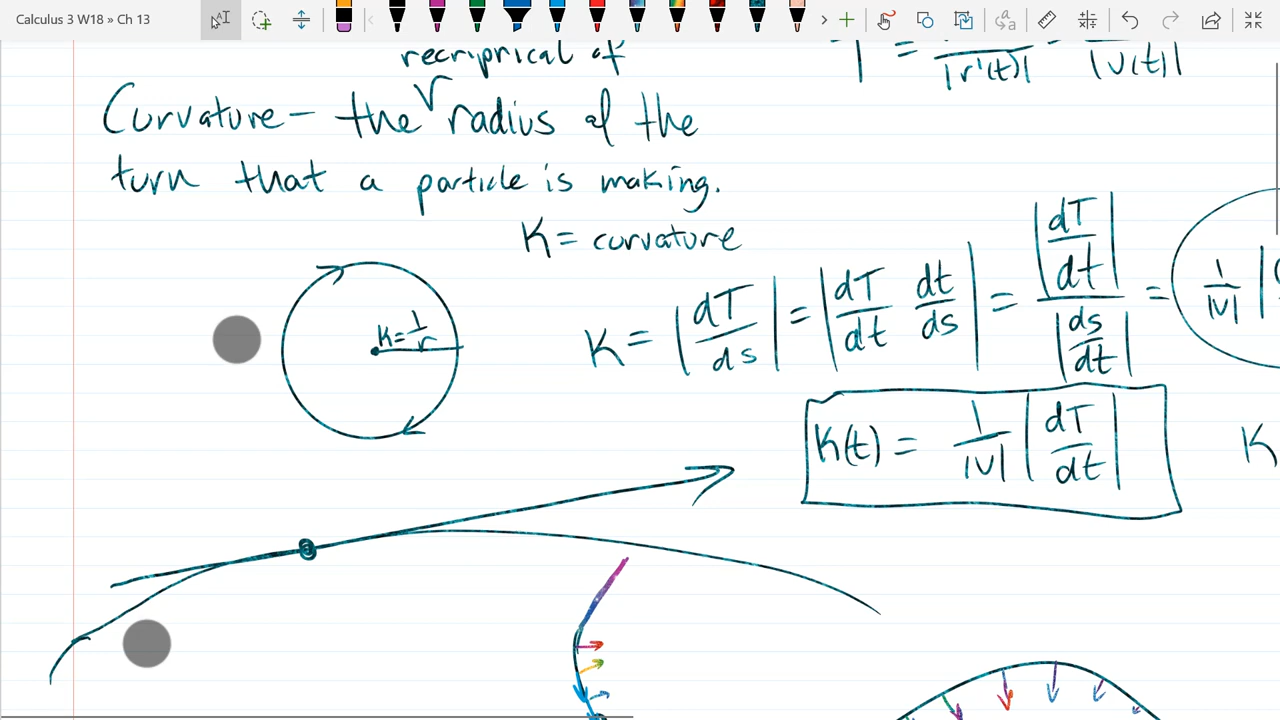 Calculus 3 W18 » Ch 13
recriprical of
Curvature – the √ radius of the
turn that a particle is making.
K = curvature
T = / |r'(t)| = / |v(t)|
K = 1/r
K = |dT/ds| = |dT/dt dt/ds| = |dT/dt| / |ds/dt| = 1/|v| |
K(t) = 1/|v| |dT/dt|
K